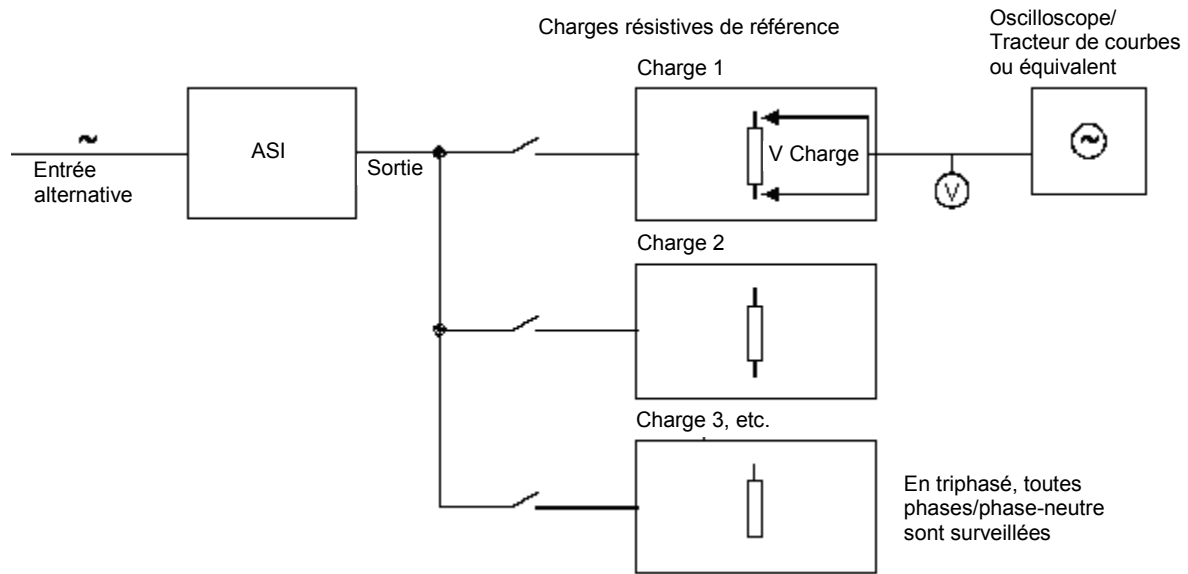 Charges résistives de référence
Oscilloscope/
Tracteur de courbes
ou équivalent
Charge 1
~
Entrée
alternative
ASI
Sortie
V Charge
V
~
Charge 2
Charge 3, etc.
En triphasé, toutes
phases/phase-neutre
sont surveillées